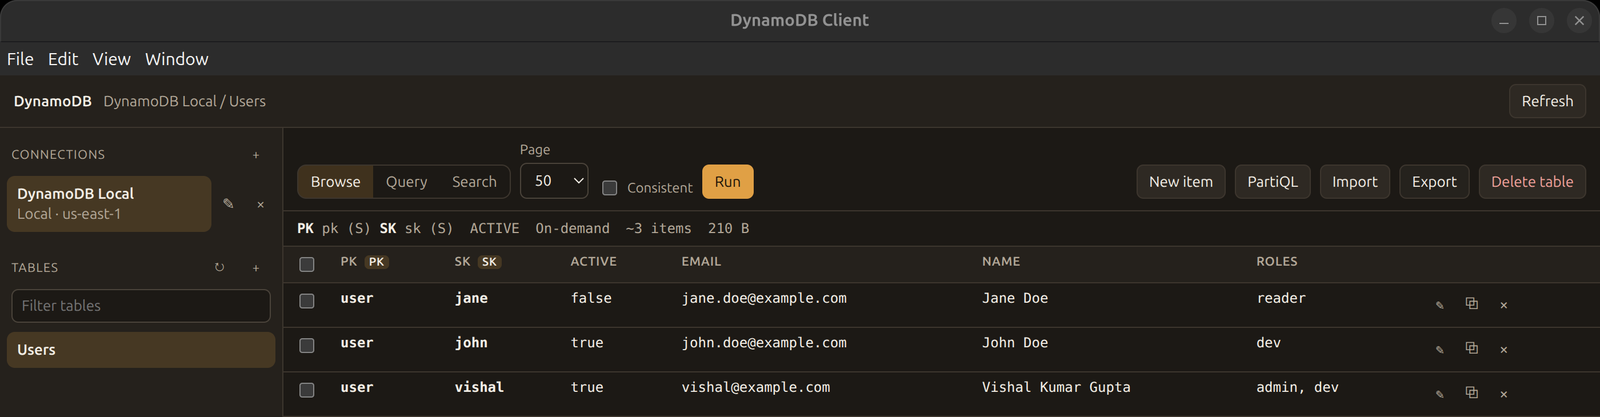 DynamoDB Client
File Edit View Window
DynamoDB DynamoDB Local / Users
Refresh
CONNECTIONS +
DynamoDB Local
Local · us-east-1
TABLES
Filter tables
Users
Page
Browse Query Search 50 Consistent Run
New item PartiQL Import Export Delete table
PK pk (S) SK sk (S) ACTIVE On-demand ~3 items 210 B
PK PK SK SK ACTIVE EMAIL NAME ROLES
user jane false jane.doe@example.com Jane Doe reader
user john true john.doe@example.com John Doe dev
user vishal true vishal@example.com Vishal Kumar Gupta admin, dev